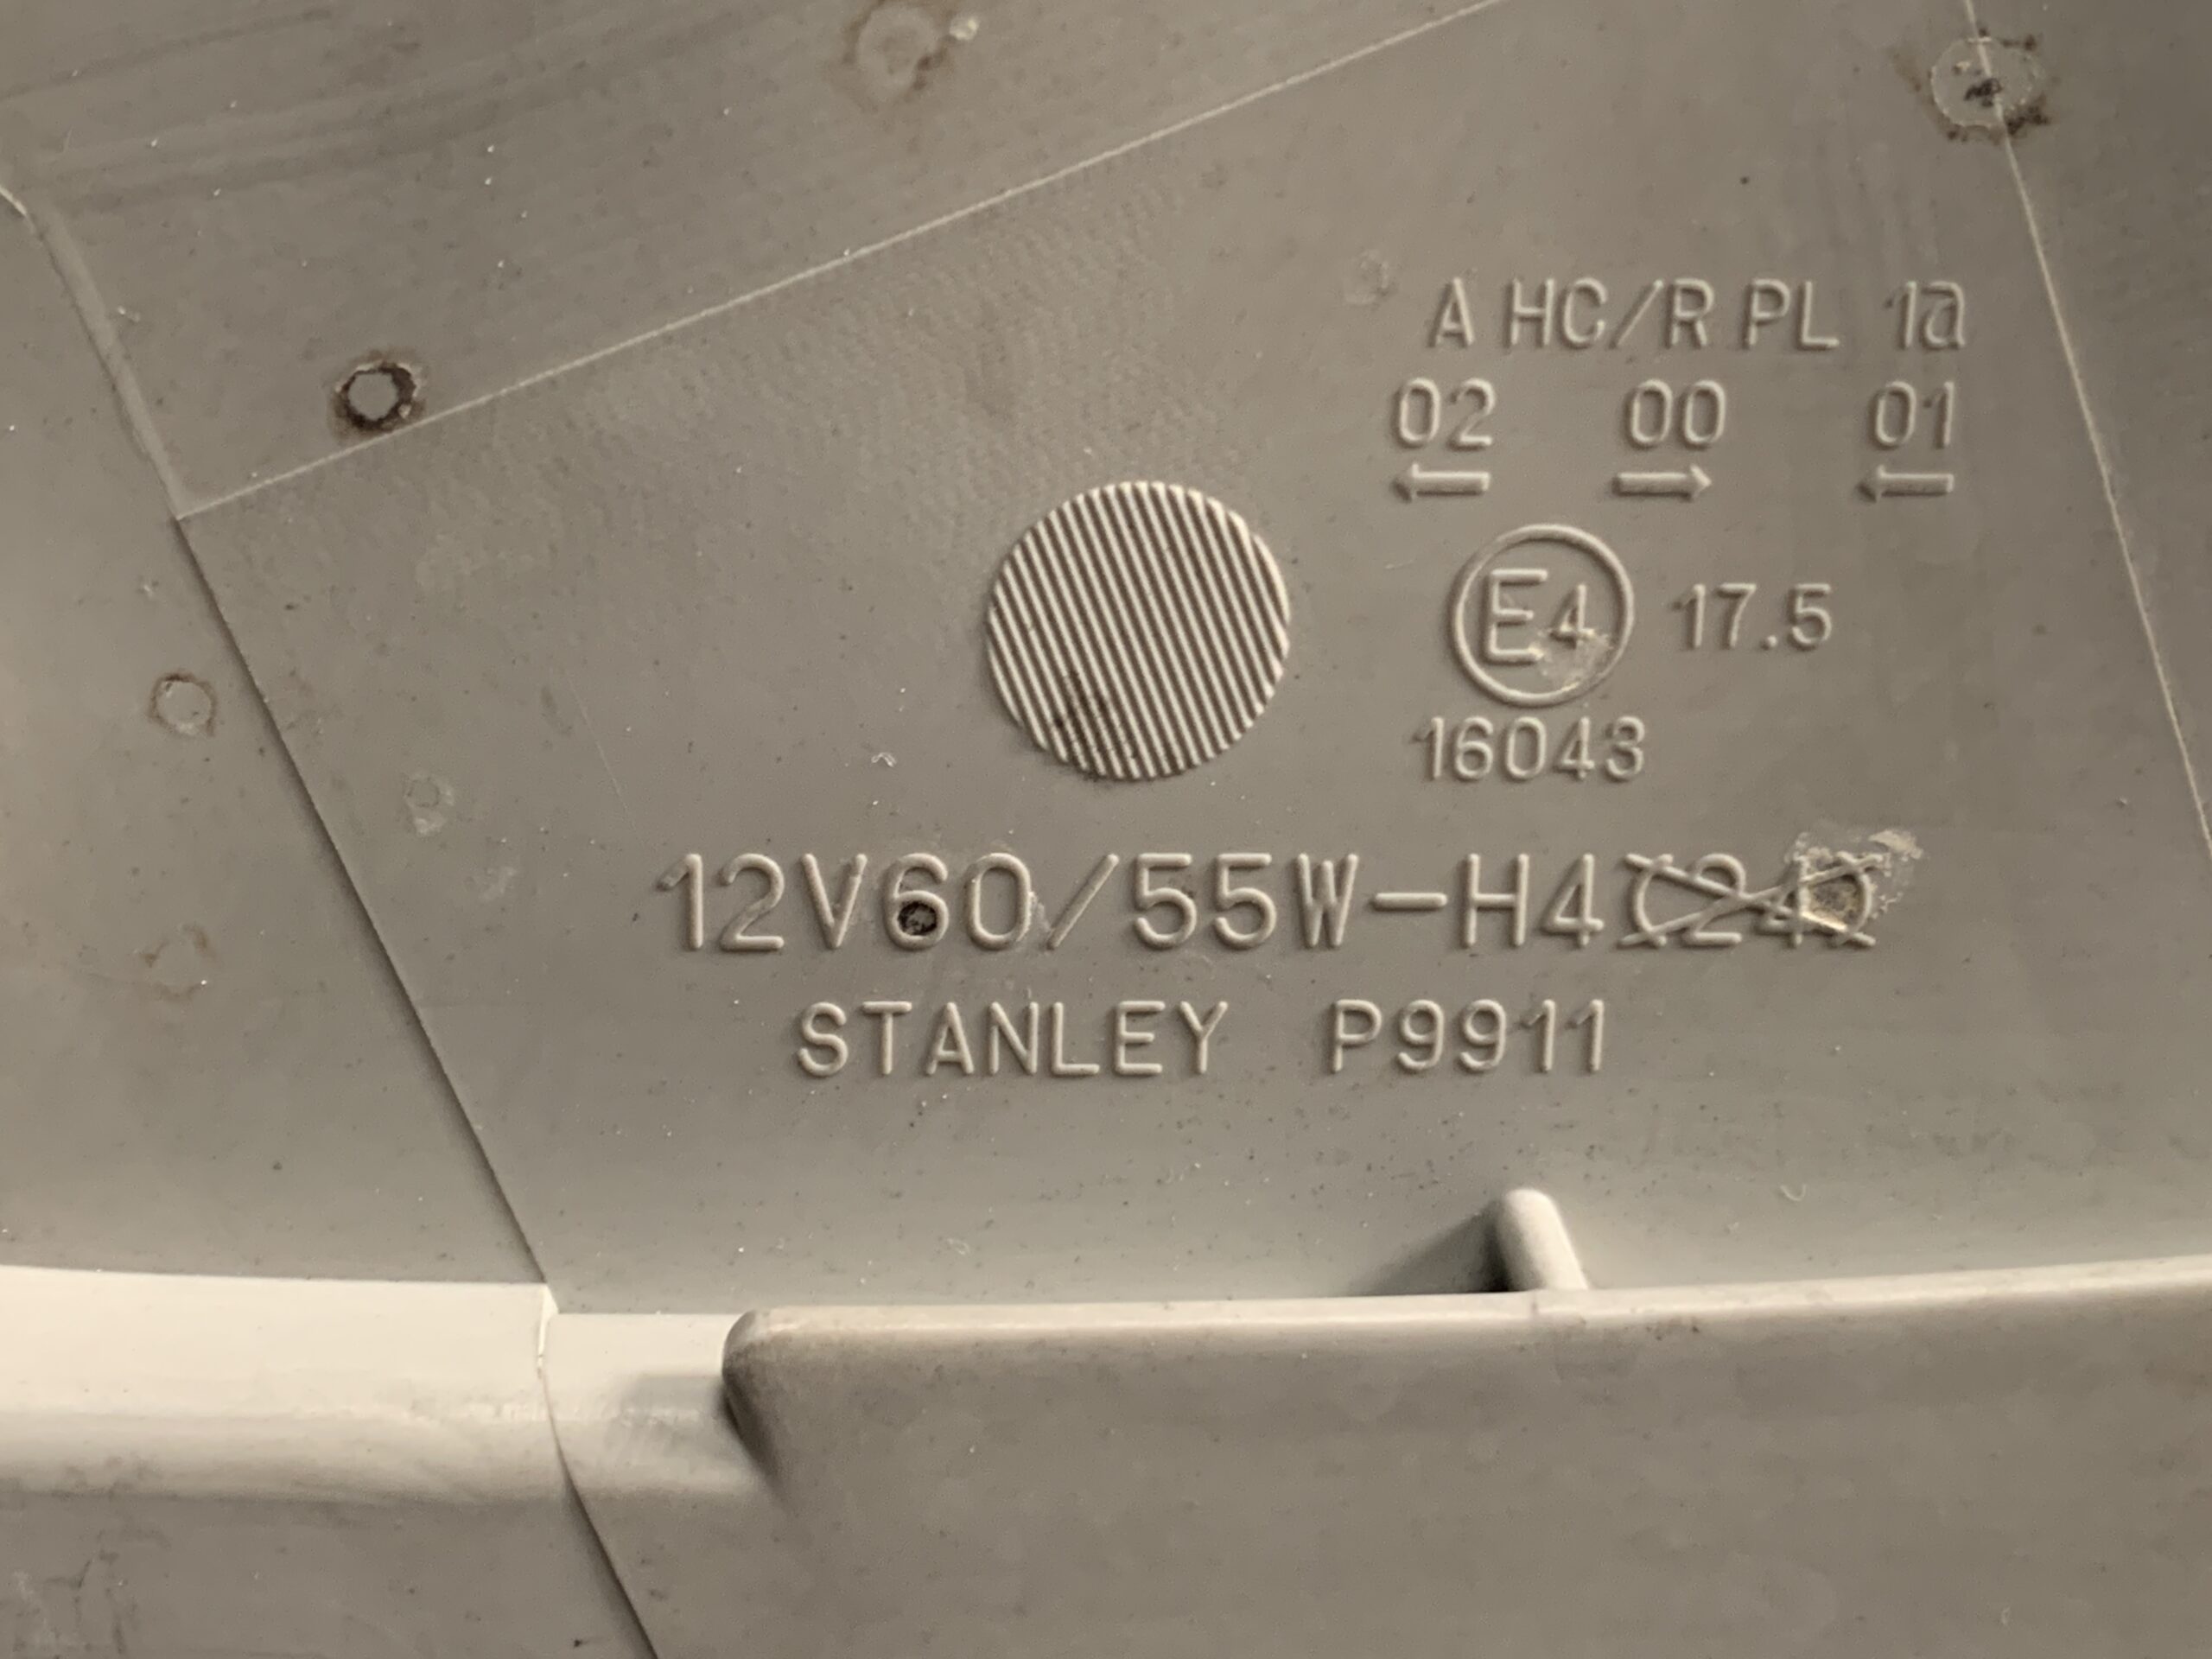 A HC/R PL 1a
02 00 01
← → ←
E4 17.5
16043
12V60/55W-H4
STANLEY P9911